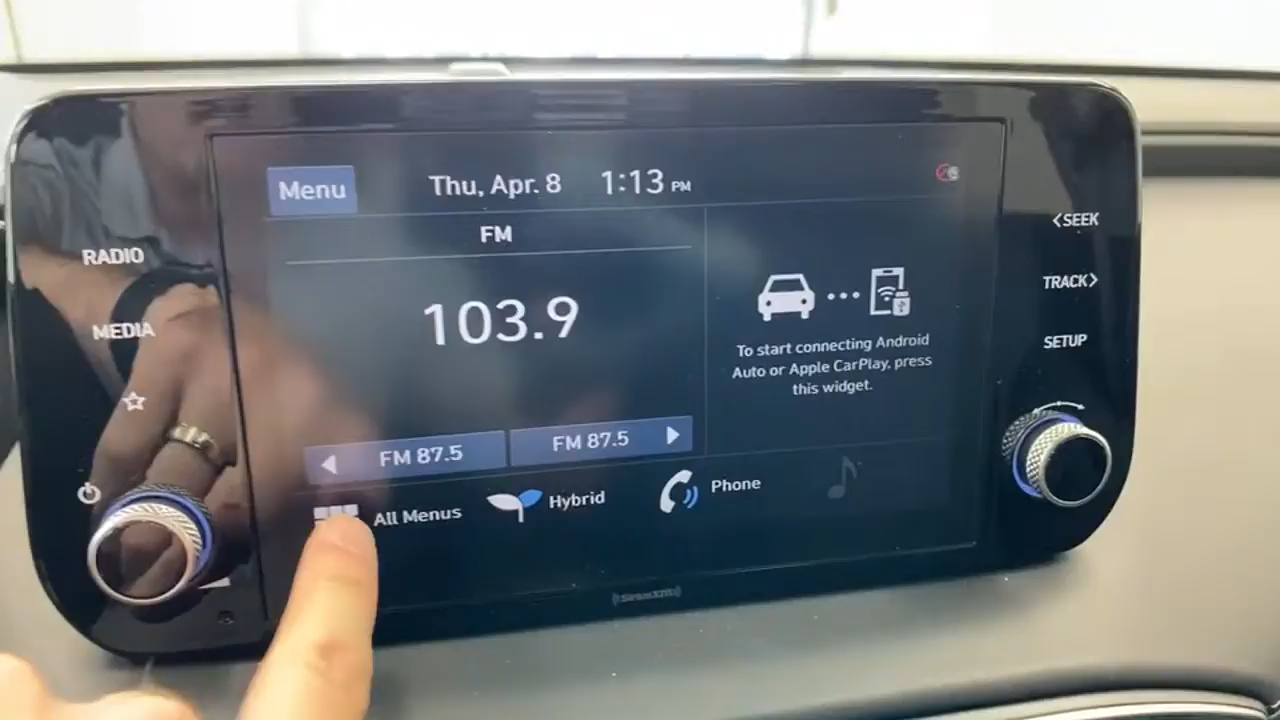 Menu
Thu, Apr. 8 1:13 PM
FM
103.9
FM 87.5
FM 87.5
To start connecting Android
Auto or Apple CarPlay, press
this widget.
All Menus
Hybrid
Phone
RADIO
MEDIA
<SEEK
TRACK>
SETUP
SiriusXM